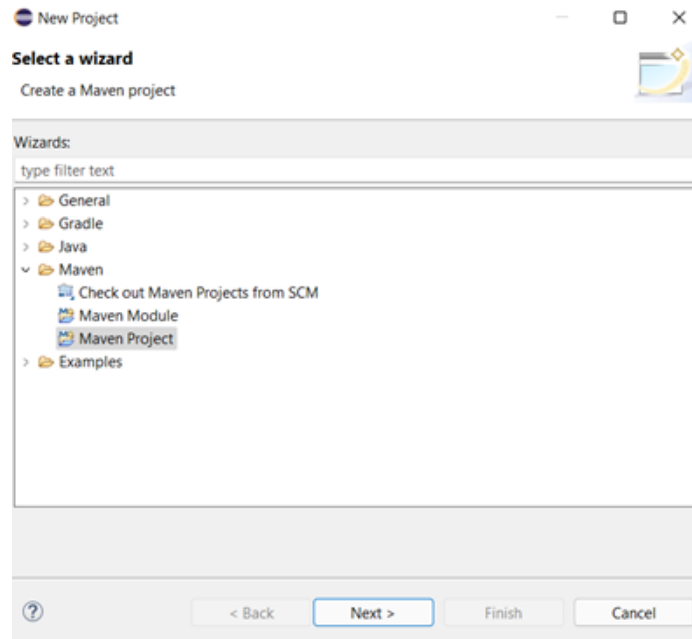 New Project
Select a wizard
Create a Maven project
Wizards:
type filter text
General
Gradle
Java
Maven
Check out Maven Projects from SCM
Maven Module
Maven Project
Examples
?
< Back
Next >
Finish
Cancel